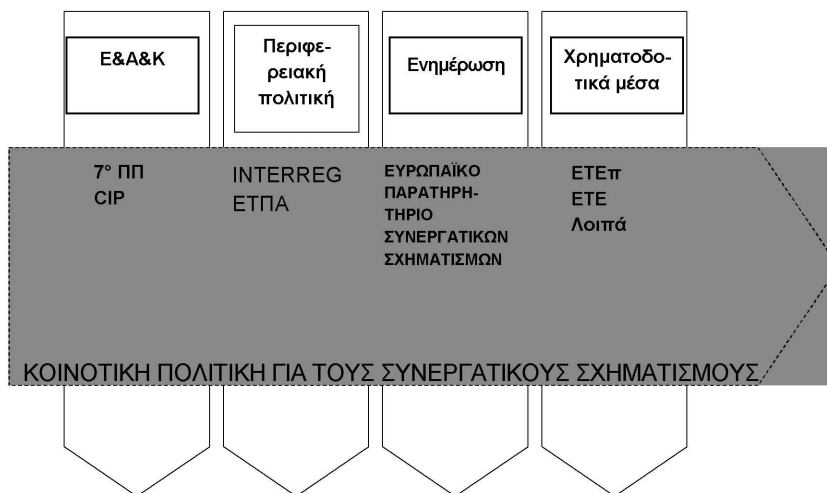 Ε&Α&Κ
Περιφε-
ρειακή
πολιτική
Ενημέρωση
Χρηματοδο-
τικά μέσα
7° ΠΠ
CIP
INTERREG
ΕΤΠΑ
ΕΥΡΩΠΑΪΚΟ
ΠΑΡΑΤΗΡΗ-
ΤΗΡΙΟ
ΣΥΝΕΡΓΑΤΙΚΩΝ
ΣΧΗΜΑΤΙΣΜΩΝ
ΕΤΕπ
ΕΤΕ
Λοιπά
ΚΟΙΝΟΤΙΚΗ ΠΟΛΙΤΙΚΗ ΓΙΑ ΤΟΥΣ ΣΥΝΕΡΓΑΤΙΚΟΥΣ ΣΧΗΜΑΤΙΣΜΟΥΣ